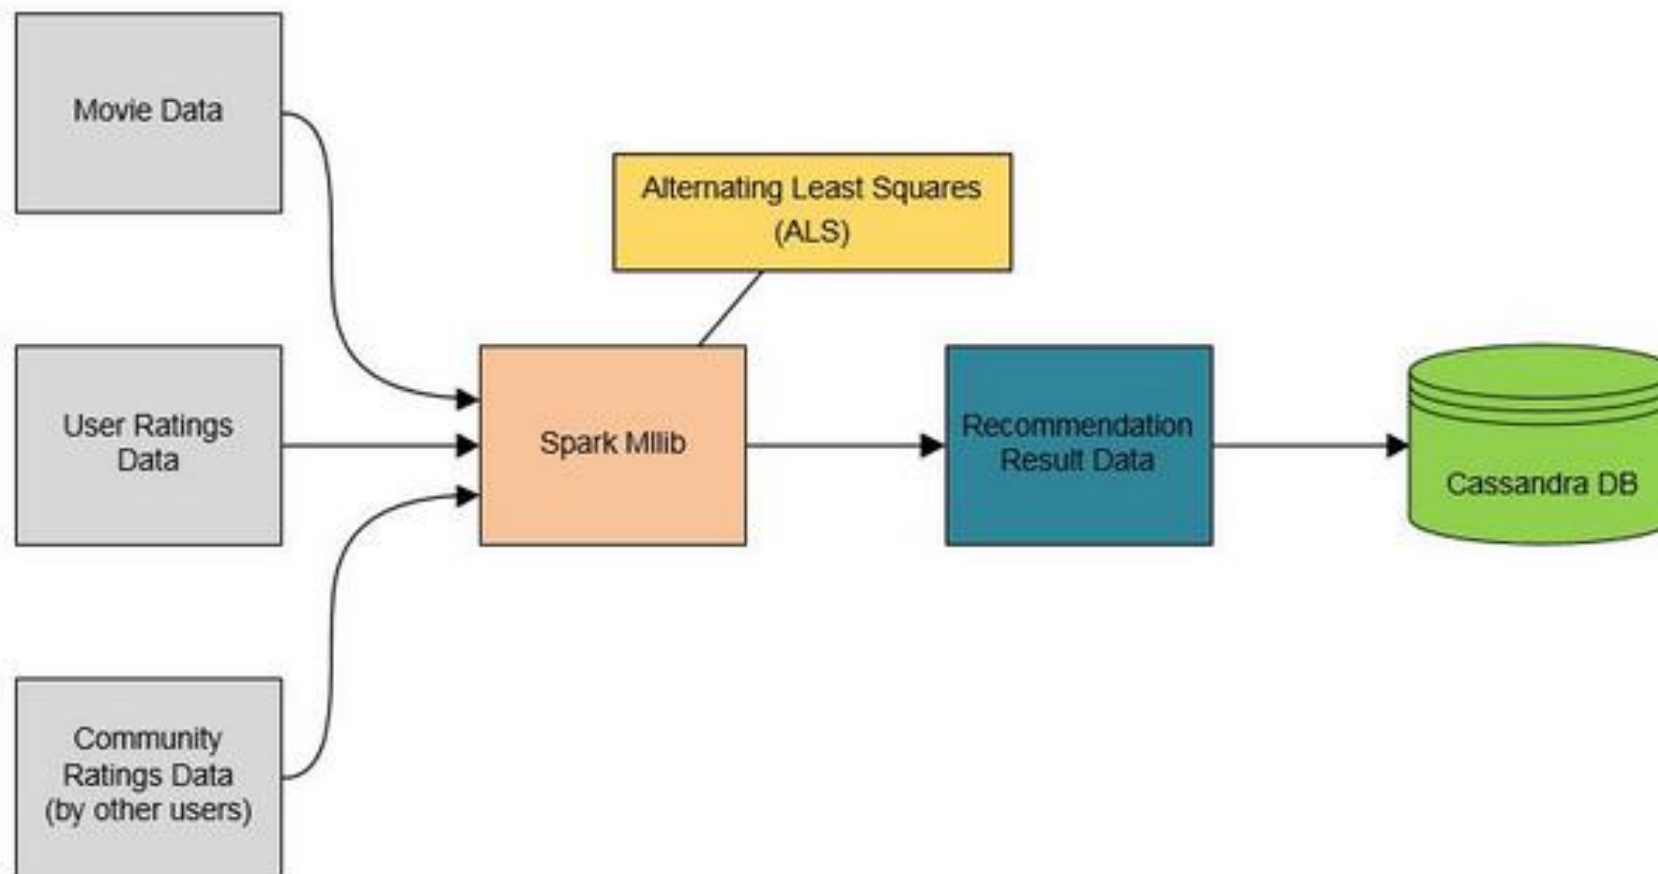 Movie Data
Alternating Least Squares
(ALS)
User Ratings
Data
Spark Mllib
Recommendation
Result Data
Cassandra DB
Community
Ratings Data
(by other users)